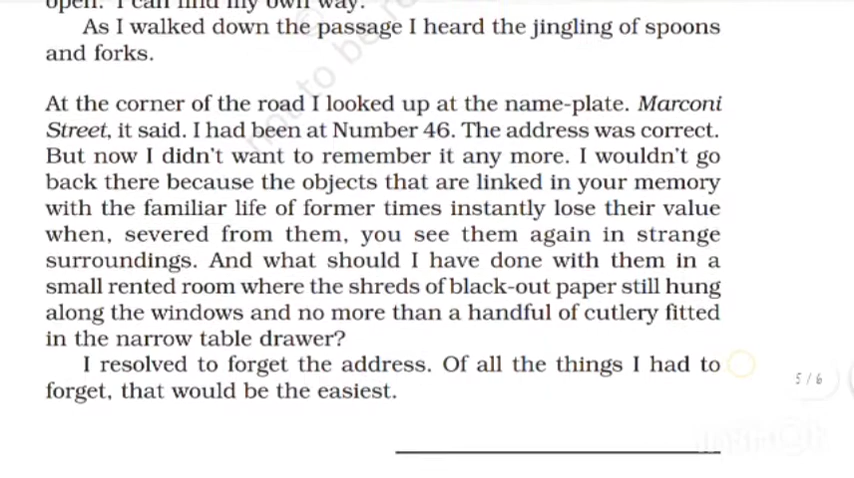 open. "I can find my own way."
As I walked down the passage I heard the jingling of spoons
and forks.
At the corner of the road I looked up at the name-plate. Marconi
Street, it said. I had been at Number 46. The address was correct.
But now I didn't want to remember it any more. I wouldn't go
back there because the objects that are linked in your memory
with the familiar life of former times instantly lose their value
when, severed from them, you see them again in strange
surroundings. And what should I have done with them in a
small rented room where the shreds of black-out paper still hung
along the windows and no more than a handful of cutlery fitted
in the narrow table drawer?
I resolved to forget the address. Of all the things I had to
forget, that would be the easiest.
5 / 6
not to be re